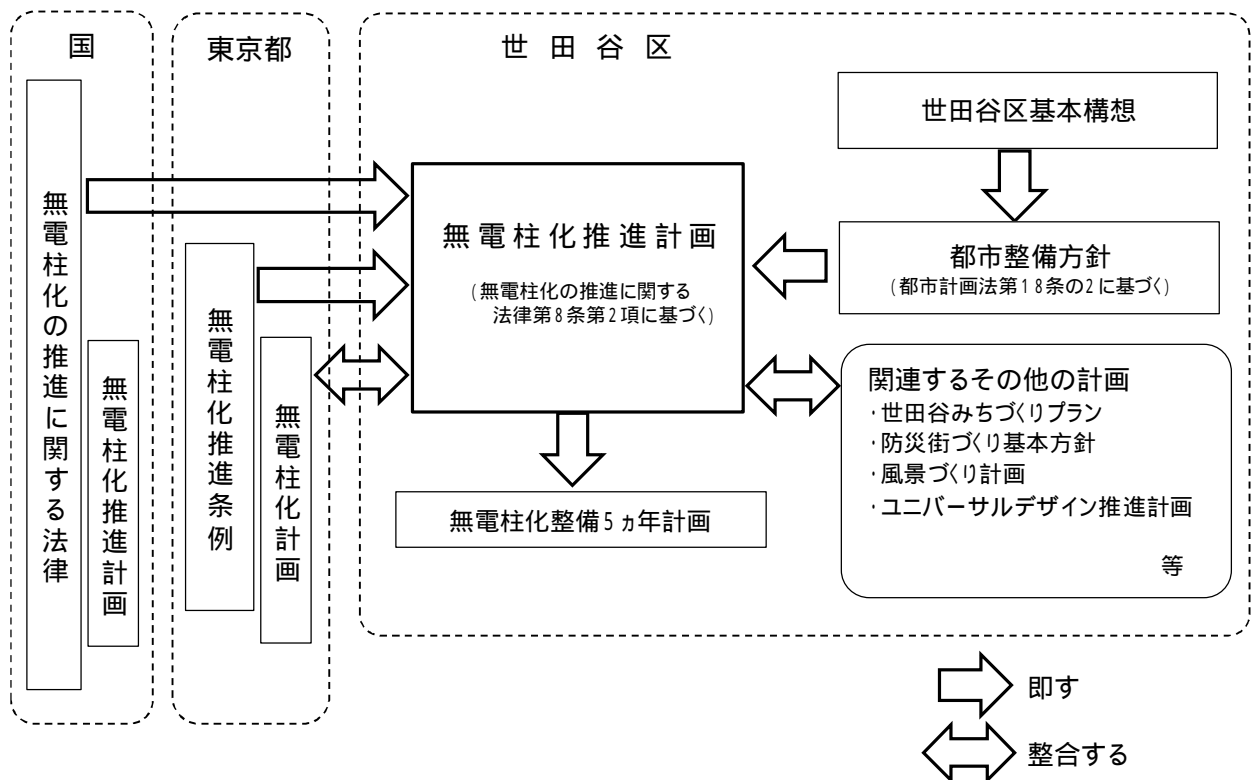 国
無電柱化の推進に関する法律
無電柱化推進計画
東京都
無電柱化推進条例
無電柱化計画
世田谷区
世田谷区基本構想
無電柱化推進計画
(無電柱化の推進に関する
法律第8条第2項に基づく)
都市整備方針
(都市計画法第18条の2に基づく)
関連するその他の計画
・世田谷みちづくりプラン
・防災街づくり基本方針
・風景づくり計画
・ユニバーサルデザイン推進計画
等
無電柱化整備5ヵ年計画
即す
整合する